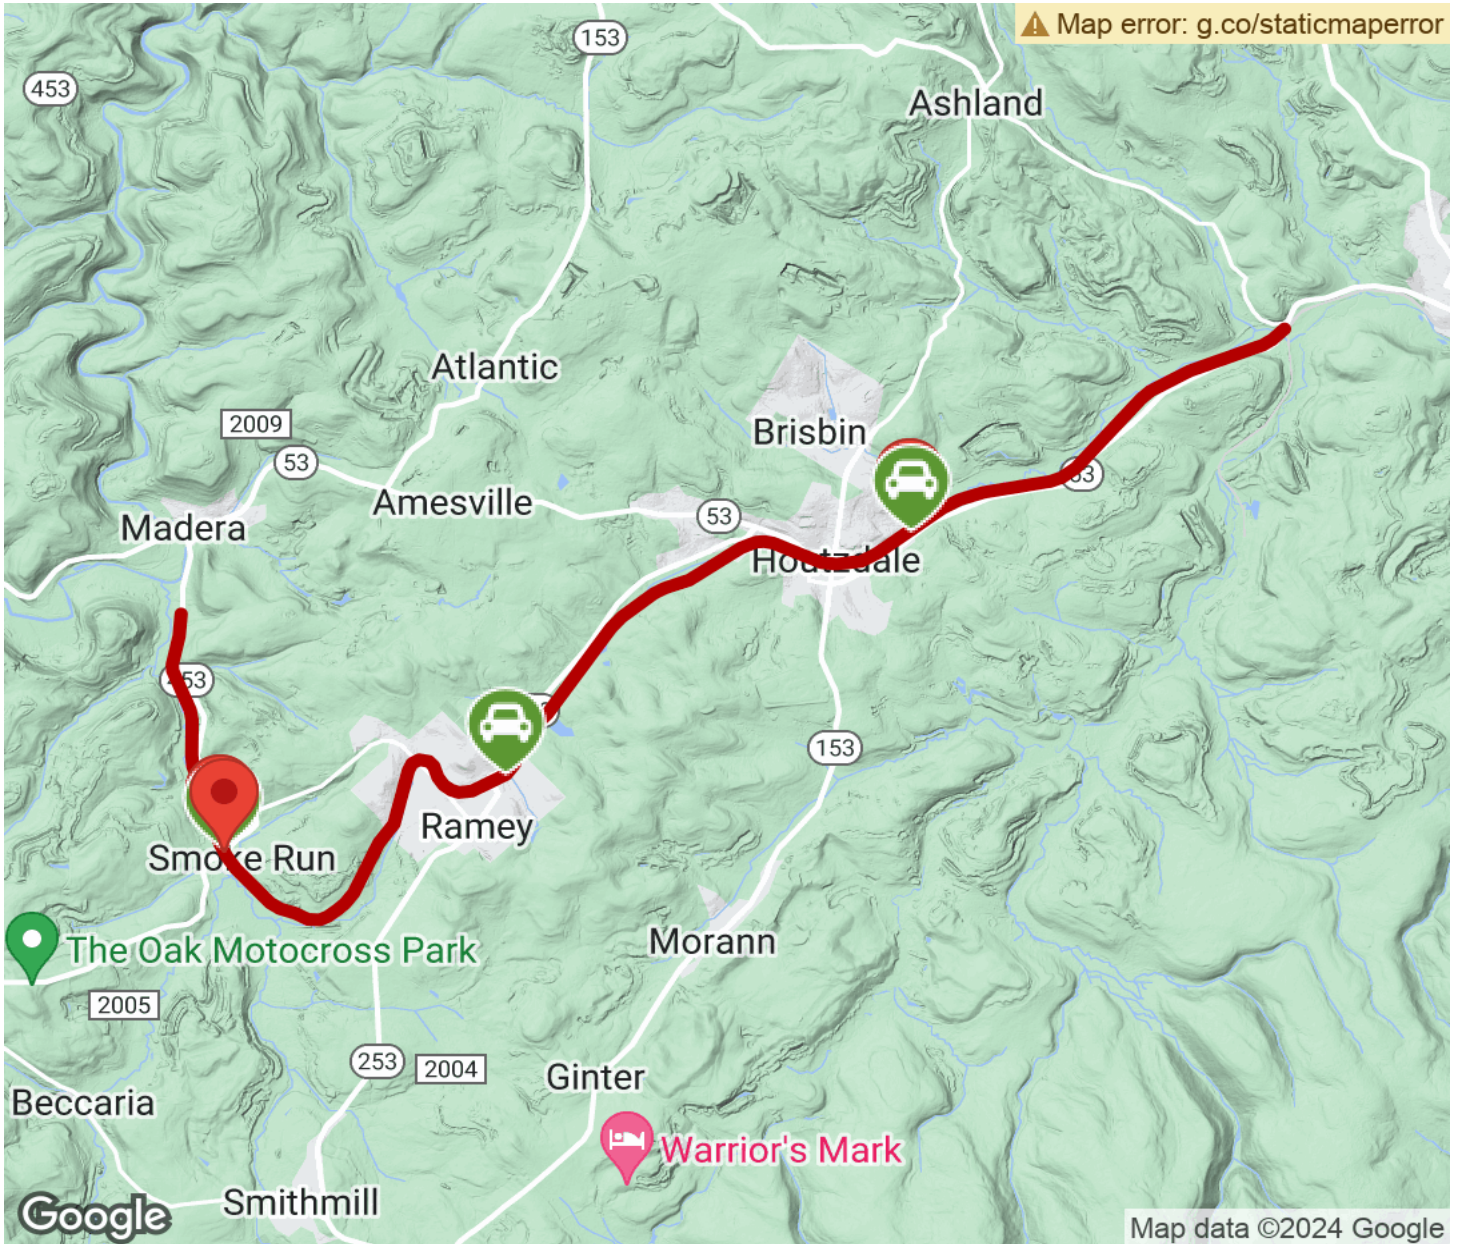 Map error: g.co/staticmaperror
153
453
Ashland
Atlantic
2009
Brisbin
53
53
Amesville
53
Madera
Houtzdale
453
153
Ramey
Smoke Run
Morann
The Oak Motocross Park
2005
253
2004
Ginter
Beccaria
Warrior's Mark
Smithmill
Google
Map data ©2024 Google